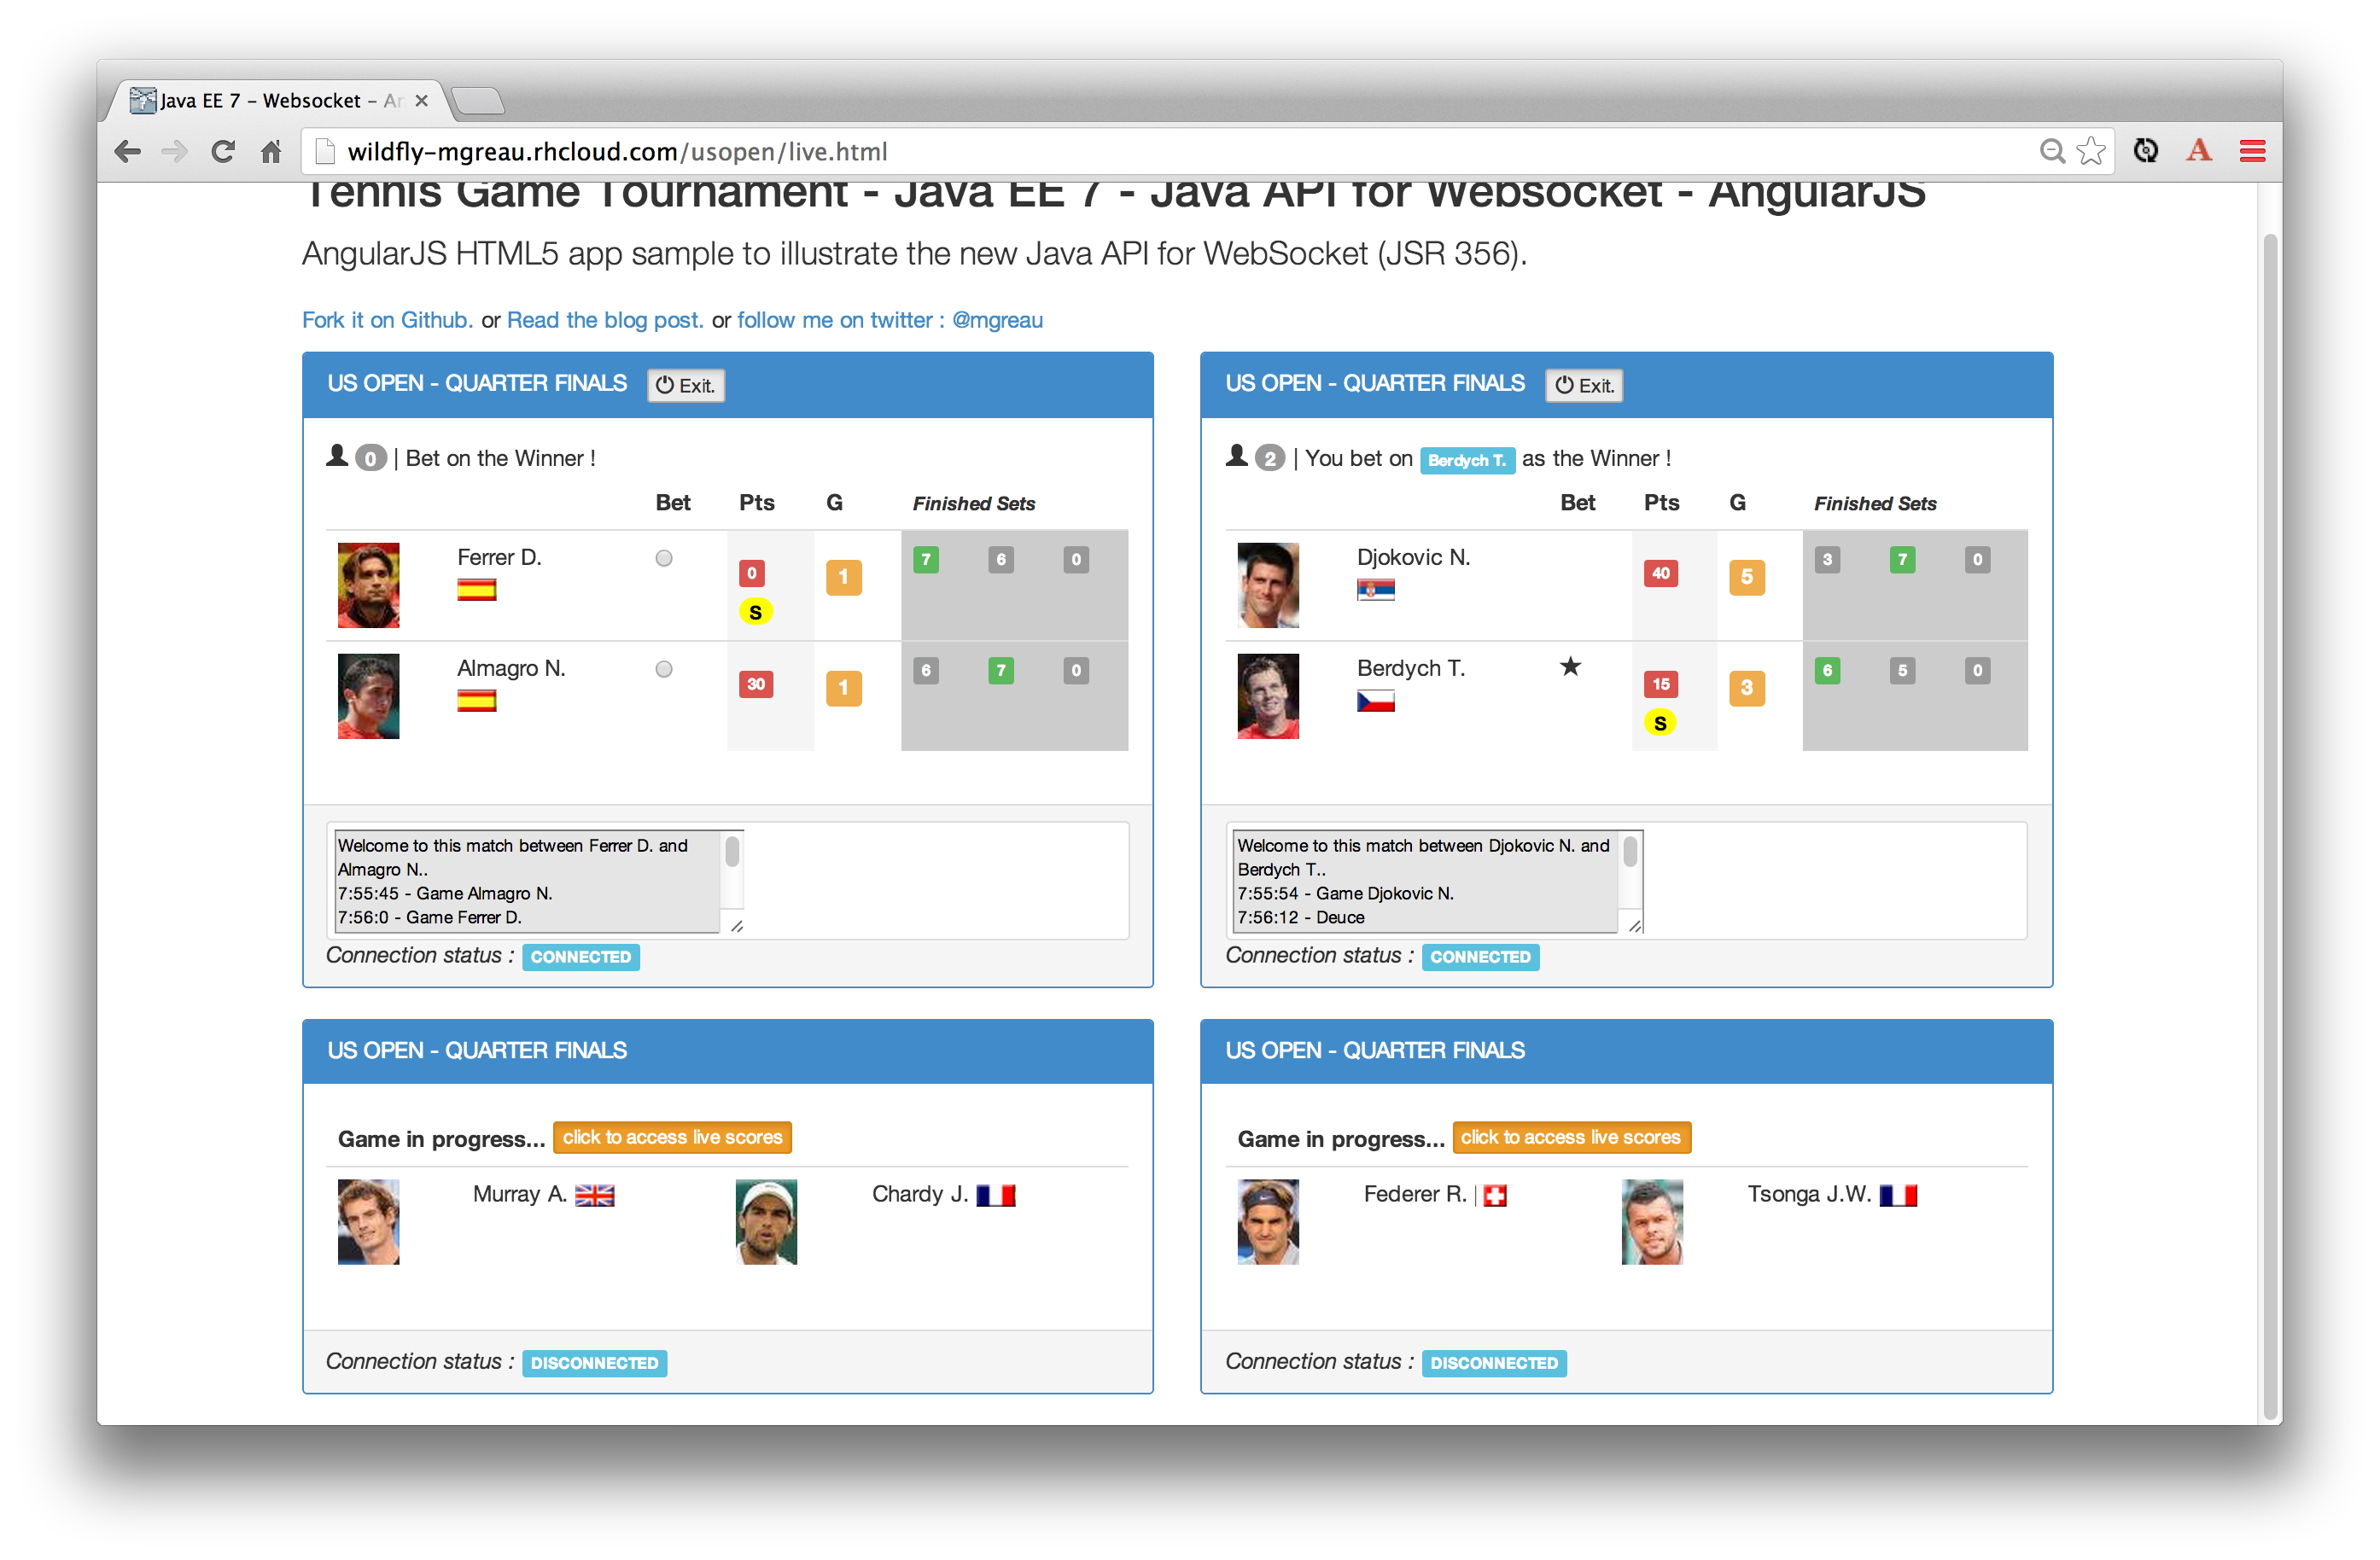 Java EE 7 – Websocket – An
wildfly-mgreau.rhcloud.com/usopen/live.html
A
Tennis Game Tournament - Java EE 7 - Java API for Websocket - AngularJS
AngularJS HTML5 app sample to illustrate the new Java API for WebSocket (JSR 356).
Fork it on Github. or Read the blog post. or follow me on twitter : @mgreau
US OPEN - QUARTER FINALS Exit.
0 | Bet on the Winner !
Bet Pts G Finished Sets
Ferrer D. 0 S 1 7 6 0
Almagro N. 30 1 6 7 0
Welcome to this match between Ferrer D. and
Almagro N..
7:55:45 - Game Almagro N.
7:56:0 - Game Ferrer D.
Connection status : CONNECTED
US OPEN - QUARTER FINALS Exit.
2 | You bet on Berdych T. as the Winner !
Bet Pts G Finished Sets
Djokovic N. 40 5 3 7 0
Berdych T. ★ 15 S 3 6 5 0
Welcome to this match between Djokovic N. and
Berdych T..
7:55:54 - Game Djokovic N.
7:56:12 - Deuce
Connection status : CONNECTED
US OPEN - QUARTER FINALS
Game in progress... click to access live scores
Murray A. Chardy J.
Connection status : DISCONNECTED
US OPEN - QUARTER FINALS
Game in progress... click to access live scores
Federer R. Tsonga J.W.
Connection status : DISCONNECTED